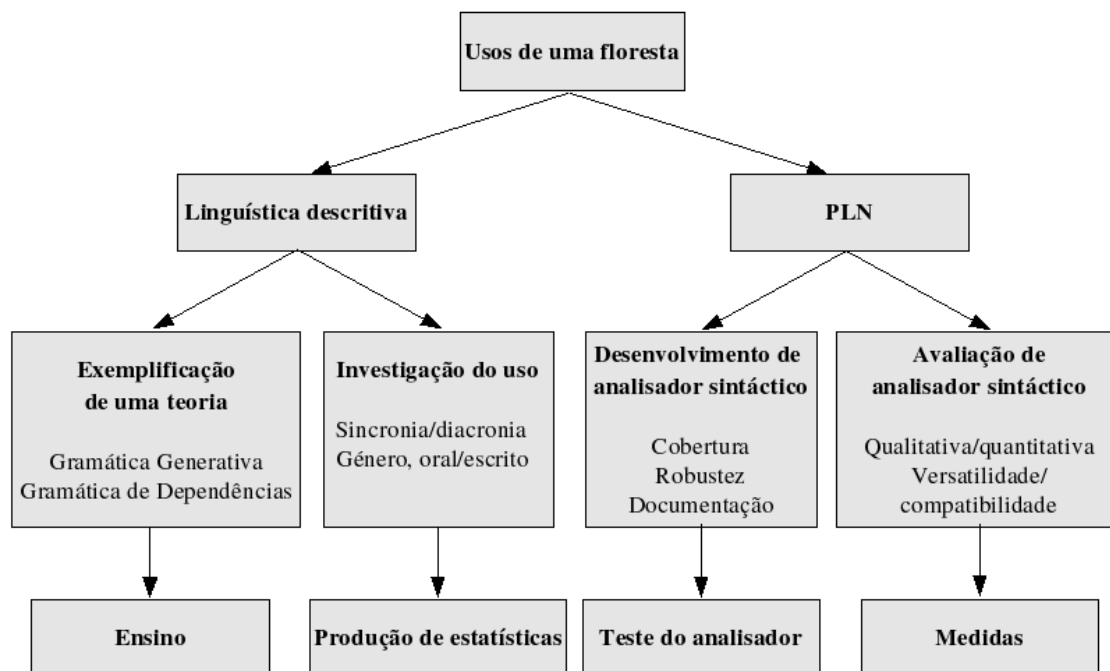 Usos de uma floresta
Linguística descritiva
PLN
Exemplificação
de uma teoria
Gramática Generativa
Gramática de Dependências
Investigação do uso
Sincronia/diacronia
Género, oral/escrito
Desenvolvimento de
analisador sintáctico
Cobertura
Robustez
Documentação
Avaliação de
analisador sintáctico
Qualitativa/quantitativa
Versatilidade/
compatibilidade
Ensino
Produção de estatísticas
Teste do analisador
Medidas